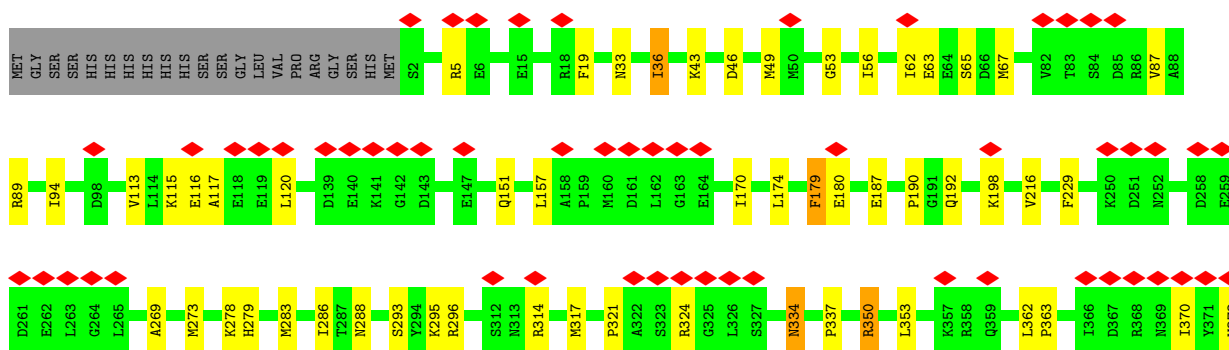 MET GLY SER SER HIS HIS HIS HIS HIS HIS SER SER GLY LEU VAL PRO ARG GLY SER HIS MET S2 R5 E6 E15 R18 F19 N33 I36 K43 D46 M49 M50 G53 I56 I62 E63 E64 S65 D66 M67 V82 T83 S84 D85 R86 V87 A88
R89 I94 D98 V113 L114 K115 E116 A117 E118 E119 L120 D139 E140 K141 G142 D143 E147 Q151 L157 A158 P159 M160 D161 L162 G163 E164 I170 L174 F179 E180 E187 P190 G191 Q192 K198 V216 F229 K250 D251 N252 D258 E259
D261 E262 L263 G264 L265 A269 M273 K278 H279 M283 I286 T287 N288 S293 Y294 K295 R296 S312 N313 R314 M317 P321 A322 S323 R324 G325 L326 S327 N334 P337 R350 L353 K357 R358 Q359 L362 P363 I366 D367 R368 N369 I370 Y371